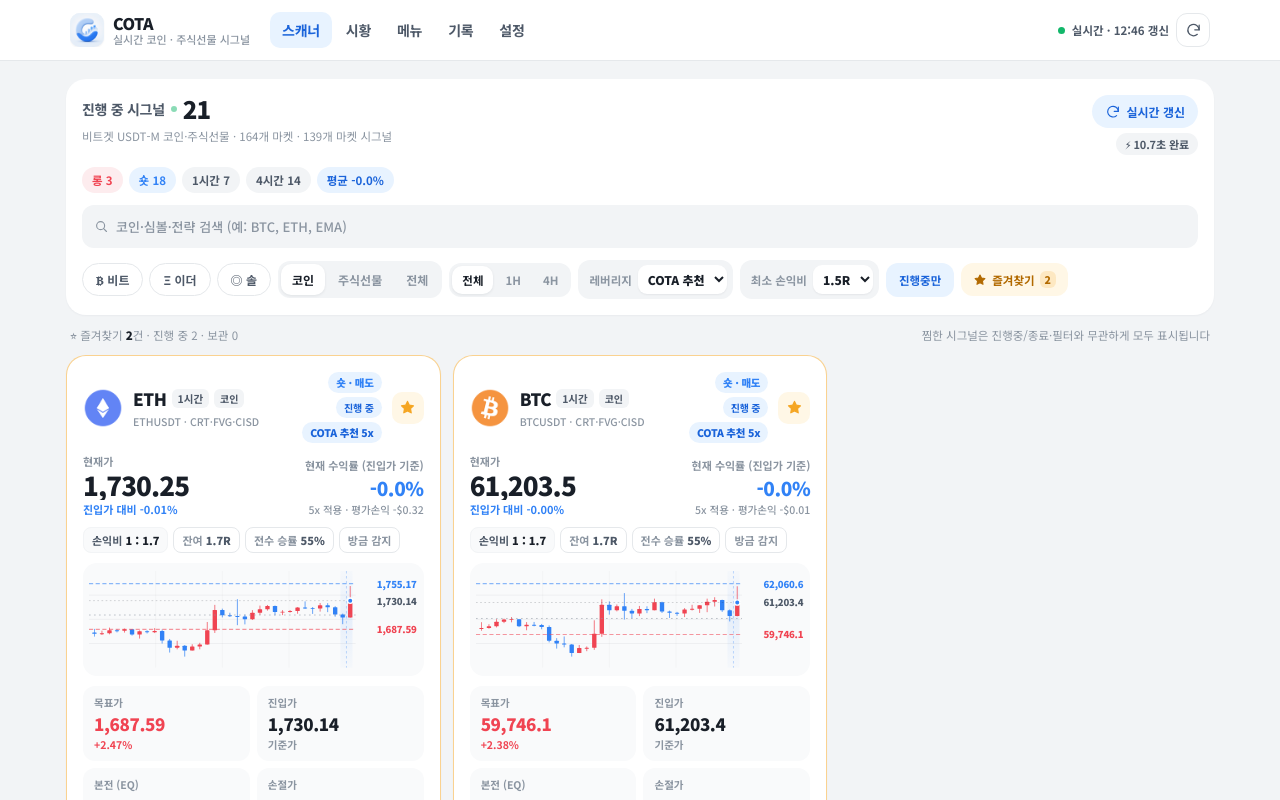 COTA
실시간 코인 · 주식선물 시그널
스캐너 시황 메뉴 기록 설정
실시간 · 12:46 갱신
진행 중 시그널 21
비트겟 USDT-M 코인·주식선물 · 164개 마켓 · 139개 마켓 시그널
실시간 갱신
⚡ 10.7초 완료
롱 3 숏 18 1시간 7 4시간 14 평균 -0.0%
코인·심볼·전략 검색 (예: BTC, ETH, EMA)
₿ 비트 Ξ 이더 ◎ 솔 코인 주식선물 전체 전체 1H 4H 레버리지 COTA 추천 최소 손익비 1.5R 진행중만 ★ 즐겨찾기 2
⭐ 즐겨찾기 2건 · 진행 중 2 · 보관 0
찜한 시그널은 진행중/종료·필터와 무관하게 모두 표시됩니다
ETH 1시간 코인
ETHUSDT · CRT·FVG·CISD
숏 · 매도
진행 중
COTA 추천 5x
현재가
1,730.25
진입가 대비 -0.01%
현재 수익률 (진입가 기준)
-0.0%
5x 적용 · 평가손익 -$0.32
손익비 1 : 1.7 잔여 1.7R 전수 승률 55% 방금 감지
1,755.17
1,730.14
1,687.59
목표가
1,687.59
+2.47%
진입가
1,730.14
기준가
본전 (EQ)
손절가
BTC 1시간 코인
BTCUSDT · CRT·FVG·CISD
숏 · 매도
진행 중
COTA 추천 5x
현재가
61,203.5
진입가 대비 -0.00%
현재 수익률 (진입가 기준)
-0.0%
5x 적용 · 평가손익 -$0.01
손익비 1 : 1.7 잔여 1.7R 전수 승률 55% 방금 감지
62,060.6
61,203.4
59,746.1
목표가
59,746.1
+2.38%
진입가
61,203.4
기준가
본전 (EQ)
손절가